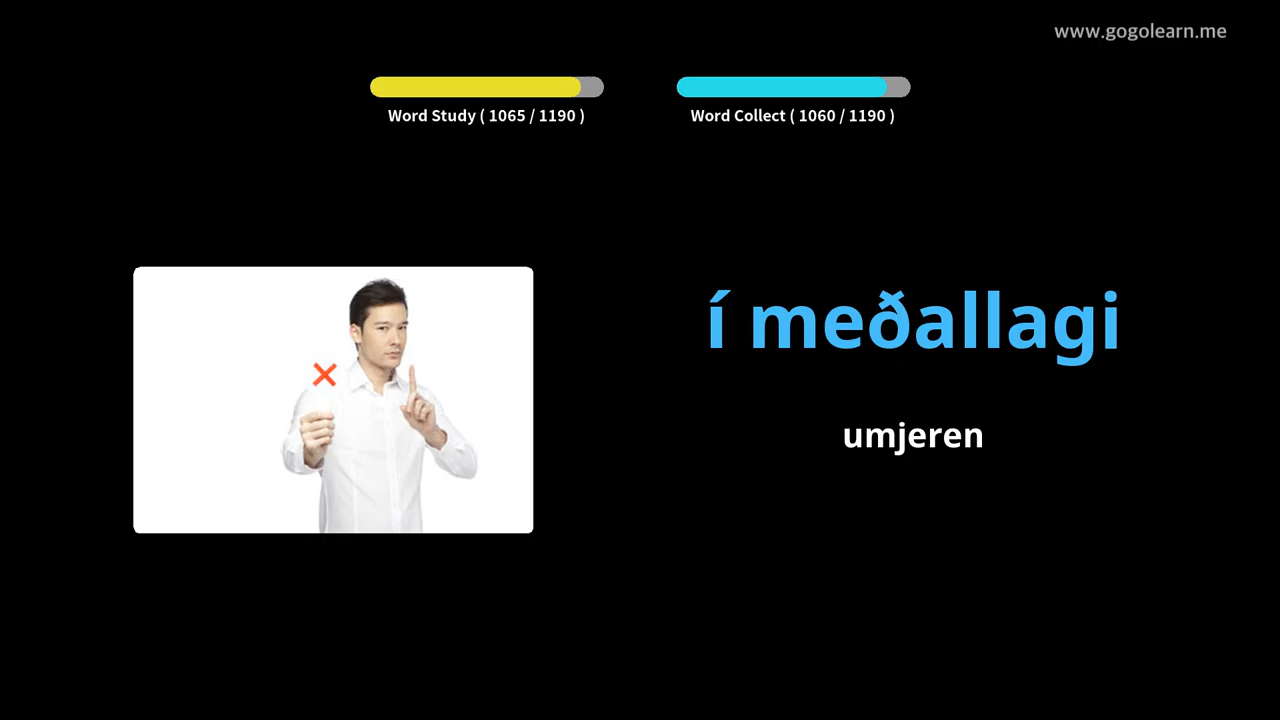 www.gogolearn.me
Word Study ( 1065 / 1190 )
Word Collect ( 1060 / 1190 )
í meðallagi
umjeren